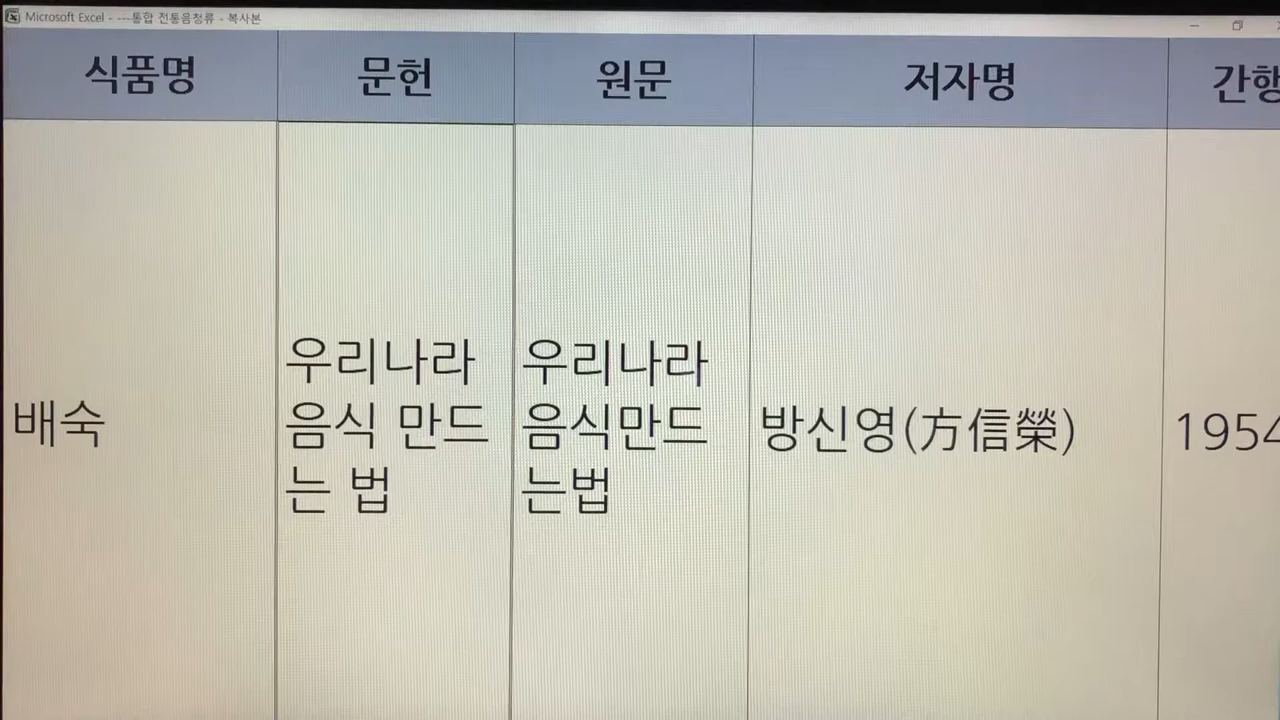 Microsoft Excel - ---통합 전통음청류 - 복사본
식품명 문헌 원문 저자명 간행
배숙
우리나라
음식 만드
는 법
우리나라
음식만드
는법
방신영(方信榮)
1954